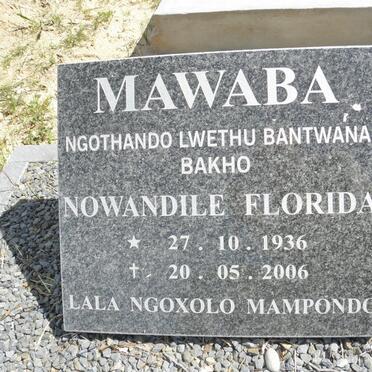 MAWABA
NGOTHANDO LWETHU BANTWANA
BAKHO
NOWANDILE FLORIDA
★ 27 . 10 . 1936
✝ 20 . 05 . 2006
LALA NGOXOLO MAMPONDO